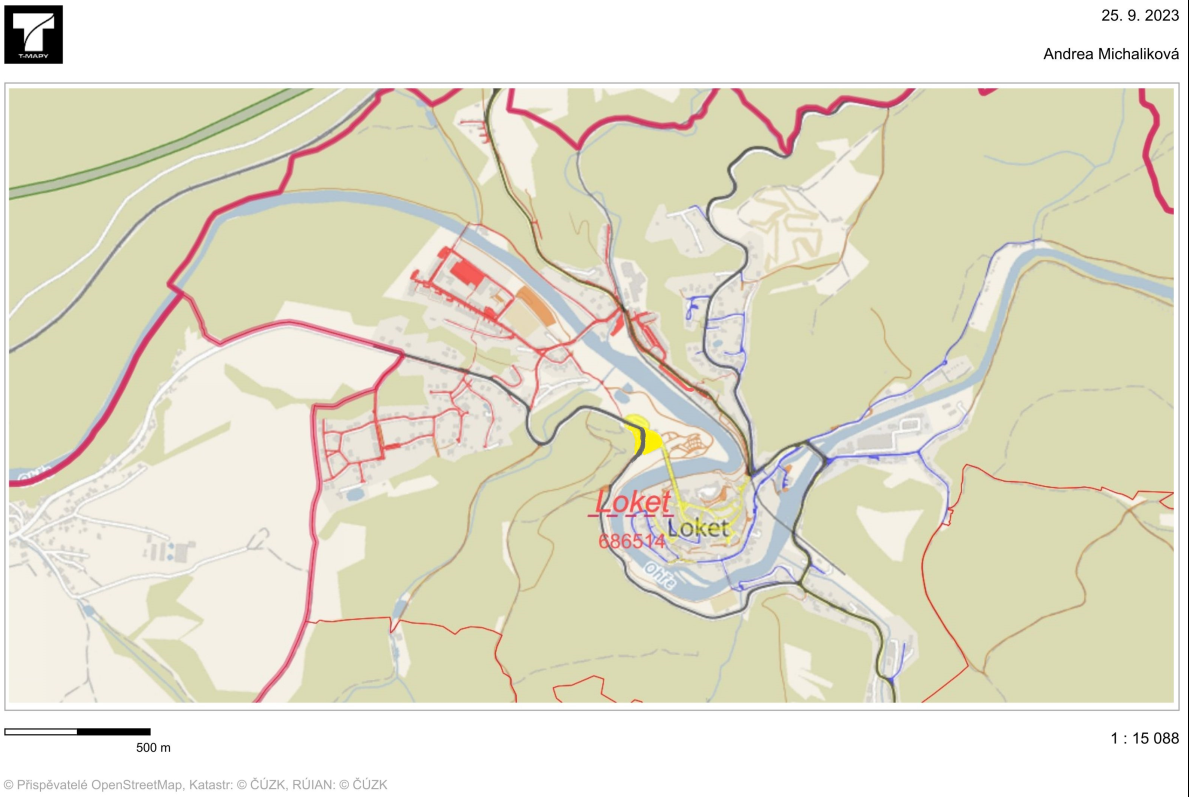 T-MAPY
25. 9. 2023
Andrea Michaliková
Loket
Loket
686514
Ohře
500 m
1 : 15 088
© Přispěvatelé OpenStreetMap, Katastr: © ČÚZK, RÚIAN: © ČÚZK